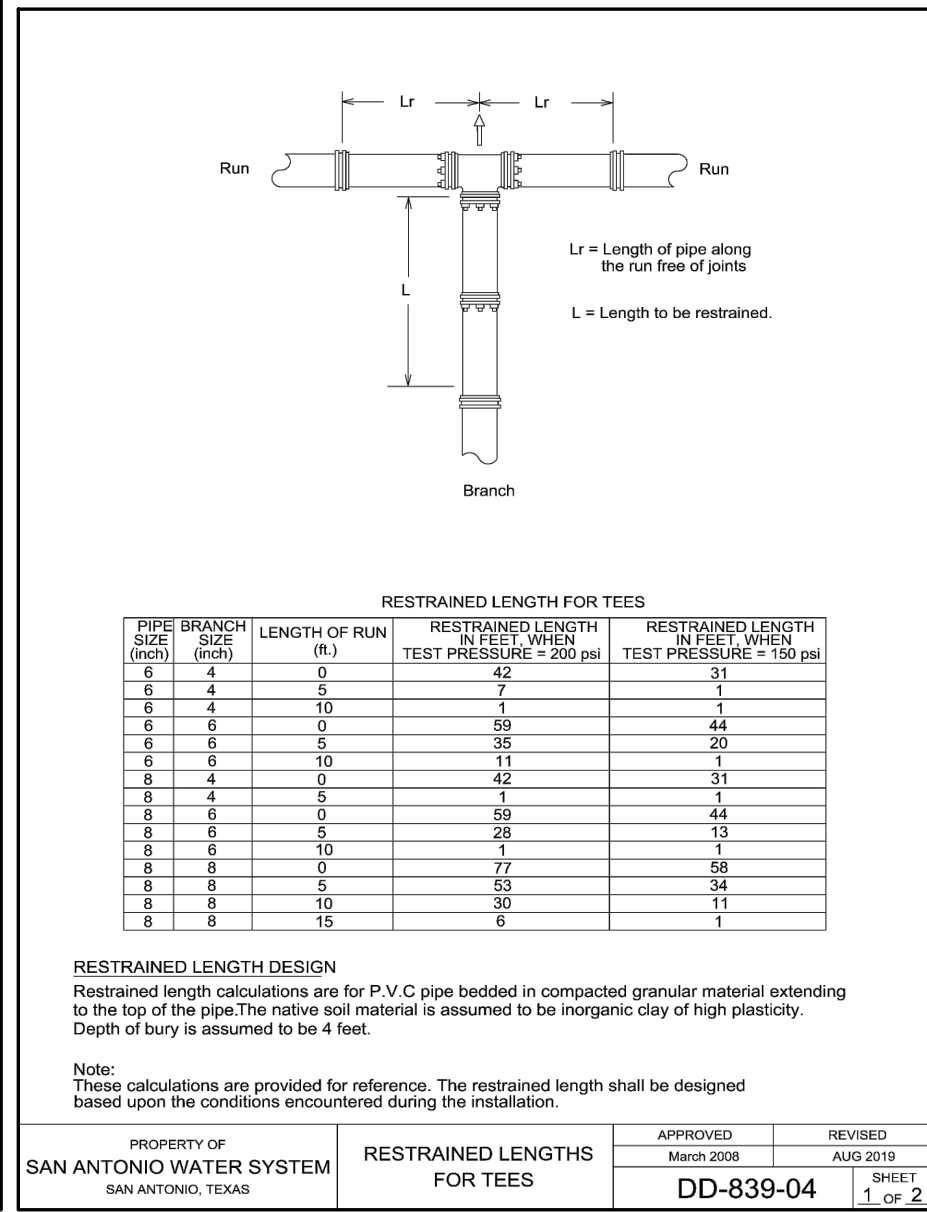 Lr Lr
Run Run
Lr = Length of pipe along
the run free of joints
L
L = Length to be restrained.
Branch
RESTRAINED LENGTH FOR TEES
PIPE SIZE (inch) BRANCH SIZE (inch) LENGTH OF RUN (ft.) RESTRAINED LENGTH IN FEET, WHEN TEST PRESSURE = 200 psi RESTRAINED LENGTH IN FEET, WHEN TEST PRESSURE = 150 psi
6 4 0 42 31
6 4 5 7 1
6 4 10 1 1
6 6 0 59 44
6 6 5 35 20
6 6 10 11 1
8 4 0 42 31
8 4 5 1 1
8 6 0 59 44
8 6 5 28 13
8 6 10 1 1
8 8 0 77 58
8 8 5 53 34
8 8 10 30 11
8 8 15 6 1
RESTRAINED LENGTH DESIGN
Restrained length calculations are for P.V.C pipe bedded in compacted granular material extending
to the top of the pipe.The native soil material is assumed to be inorganic clay of high plasticity.
Depth of bury is assumed to be 4 feet.
Note:
These calculations are provided for reference. The restrained length shall be designed
based upon the conditions encountered during the installation.
PROPERTY OF
SAN ANTONIO WATER SYSTEM
SAN ANTONIO, TEXAS
RESTRAINED LENGTHS
FOR TEES
APPROVED REVISED
March 2008 AUG 2019
DD-839-04
SHEET
1 OF 2